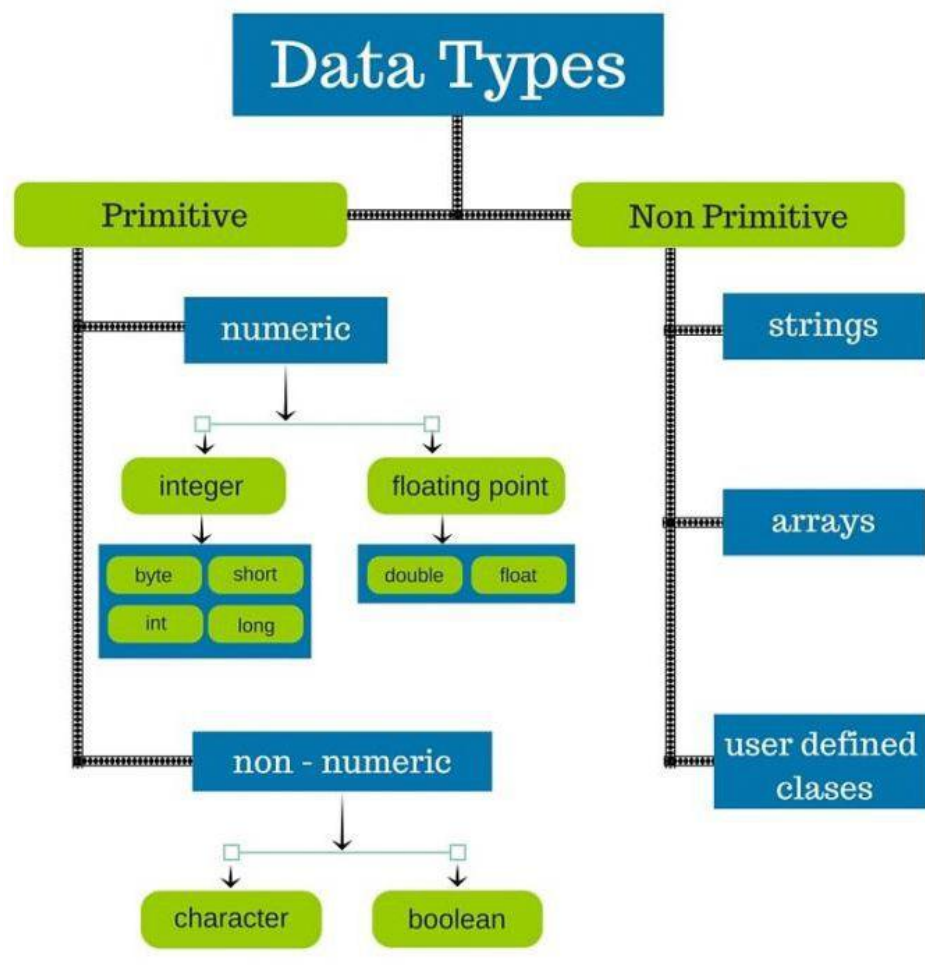 Data Types
Primitive
Non Primitive
numeric
strings
integer
floating point
arrays
byte
short
double
float
int
long
non - numeric
user defined
clases
character
boolean